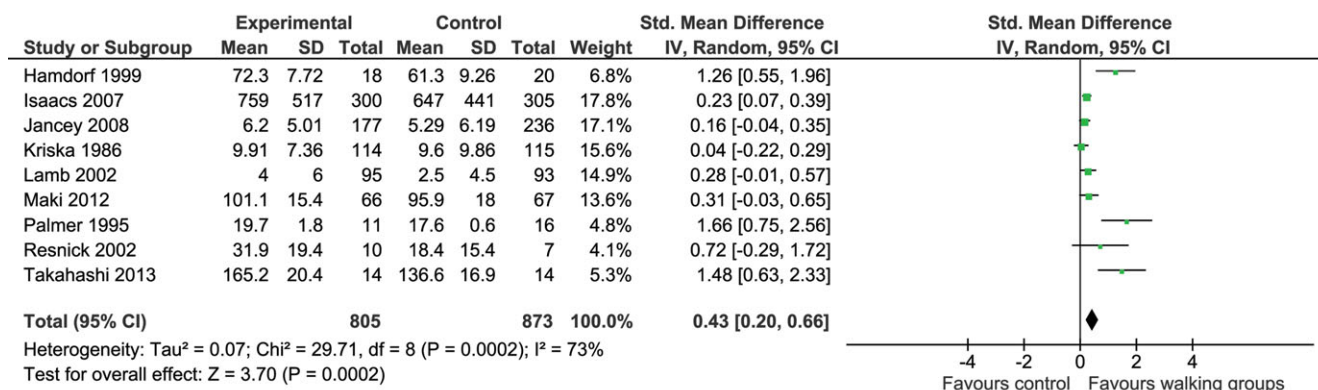 Experimental Control Std. Mean Difference Std. Mean Difference
Study or Subgroup Mean SD Total Mean SD Total Weight IV, Random, 95% CI IV, Random, 95% CI
Hamdorf 1999 72.3 7.72 18 61.3 9.26 20 6.8% 1.26 [0.55, 1.96]
Isaacs 2007 759 517 300 647 441 305 17.8% 0.23 [0.07, 0.39]
Jancey 2008 6.2 5.01 177 5.29 6.19 236 17.1% 0.16 [-0.04, 0.35]
Kriska 1986 9.91 7.36 114 9.6 9.86 115 15.6% 0.04 [-0.22, 0.29]
Lamb 2002 4 6 95 2.5 4.5 93 14.9% 0.28 [-0.01, 0.57]
Maki 2012 101.1 15.4 66 95.9 18 67 13.6% 0.31 [-0.03, 0.65]
Palmer 1995 19.7 1.8 11 17.6 0.6 16 4.8% 1.66 [0.75, 2.56]
Resnick 2002 31.9 19.4 10 18.4 15.4 7 4.1% 0.72 [-0.29, 1.72]
Takahashi 2013 165.2 20.4 14 136.6 16.9 14 5.3% 1.48 [0.63, 2.33]
Total (95% CI) 805 873 100.0% 0.43 [0.20, 0.66]
Heterogeneity: Tau² = 0.07; Chi² = 29.71, df = 8 (P = 0.0002); I² = 73%
Test for overall effect: Z = 3.70 (P = 0.0002)
-4 -2 0 2 4
Favours control Favours walking groups